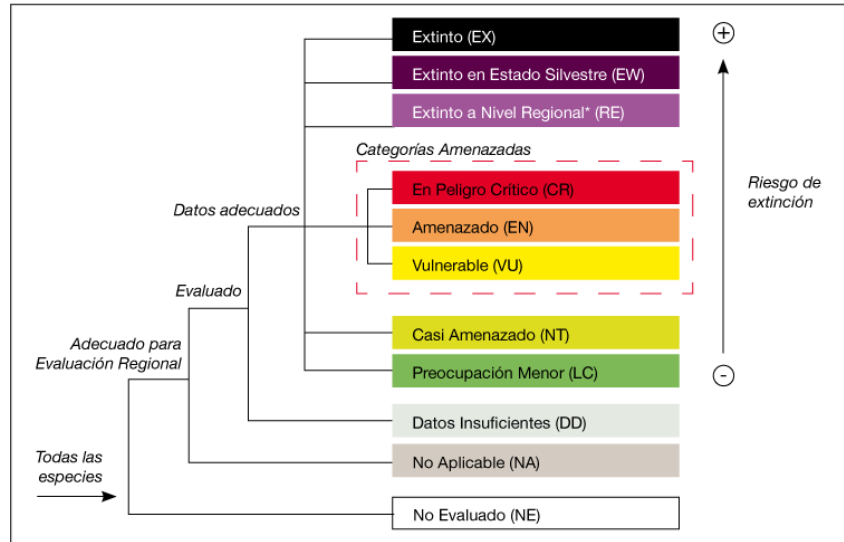 Extinto (EX)
Extinto en Estado Silvestre (EW)
Extinto a Nivel Regional* (RE)
Categorías Amenazadas
En Peligro Crítico (CR)
Amenazado (EN)
Vulnerable (VU)
Datos adecuados
Riesgo de
extinción
Evaluado
Casi Amenazado (NT)
Adecuado para
Evaluación Regional
Preocupación Menor (LC)
Datos Insuficientes (DD)
Todas las
especies
No Aplicable (NA)
No Evaluado (NE)
+
-